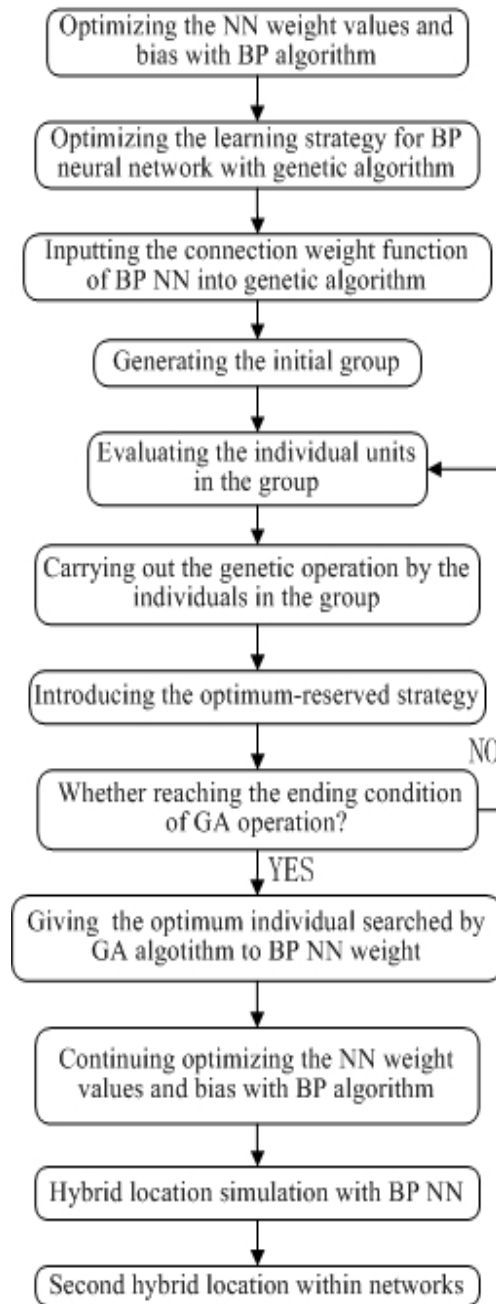 Optimizing the NN weight values and
bias with BP algorithm
Optimizing the learning strategy for BP
neural network with genetic algorithm
Inputting the connection weight function
of BP NN into genetic algorithm
Generating the initial group
Evaluating the individual units
in the group
Carrying out the genetic operation by the
individuals in the group
Introducing the optimum-reserved strategy
NO
Whether reaching the ending condition
of GA operation?
YES
Giving the optimum individual searched by
GA algotithm to BP NN weight
Continuing optimizing the NN weight
values and bias with BP algorithm
Hybrid location simulation with BP NN
Second hybrid location within networks